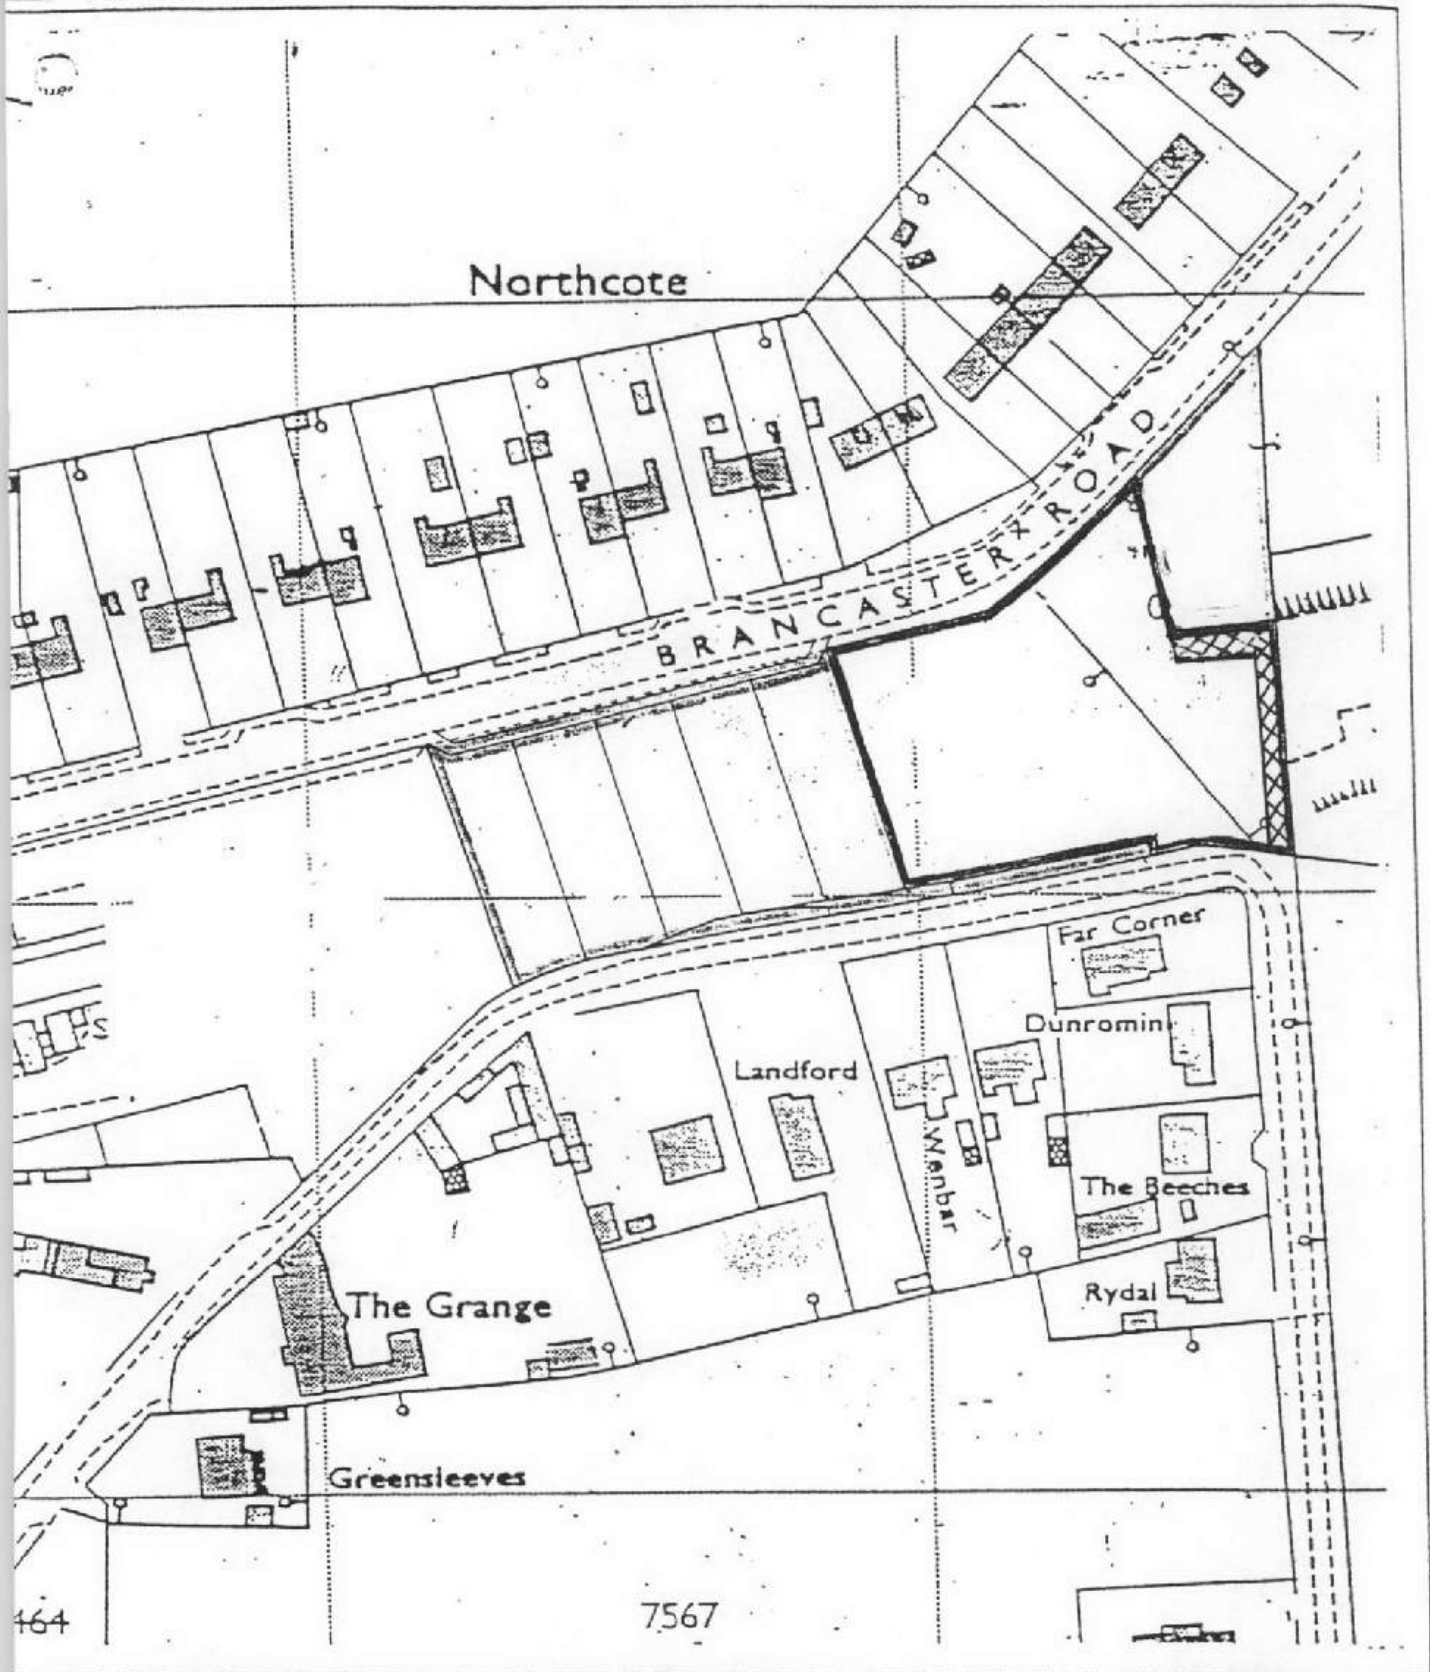 Northcote
BRANCASTER ROAD
Far Corner
Dunromin
Landford
Wenbar
The Beeches
Rydal
The Grange
Greensleeves
464
7567